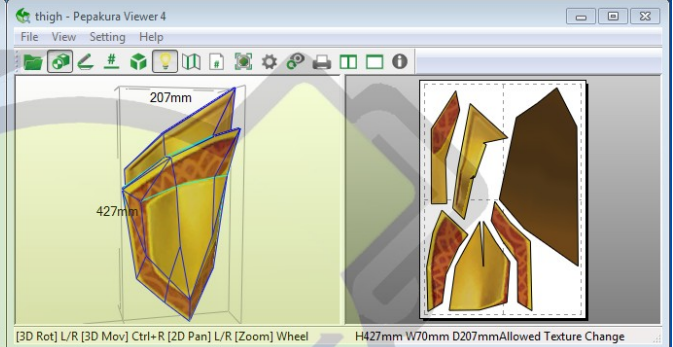 thigh - Pepakura Viewer 4
File View Setting Help
207mm
427mm
[3D Rot] L/R [3D Mov] Ctrl+R [2D Pan] L/R [Zoom] Wheel H427mm W70mm D207mmAllowed Texture Change